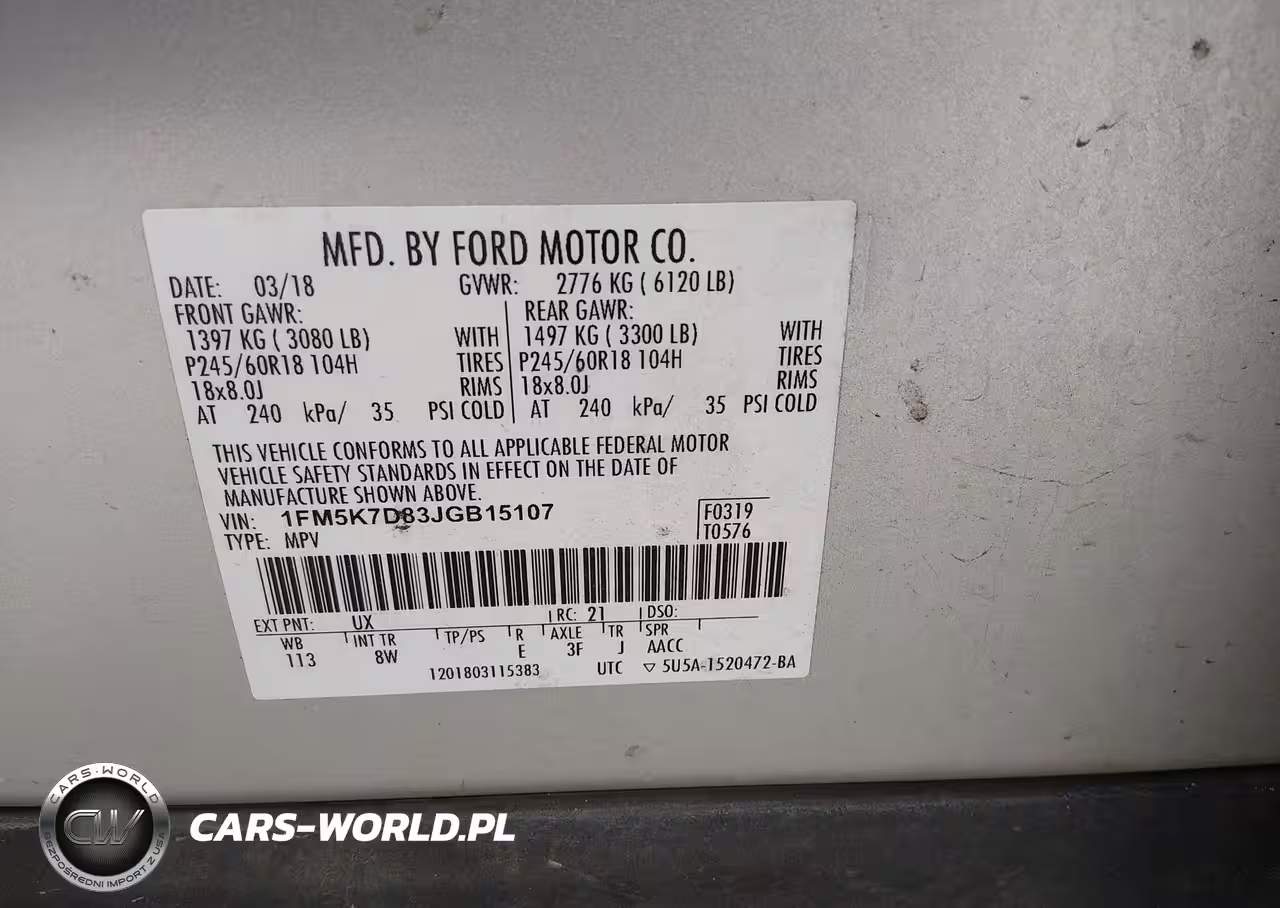 MFD. BY FORD MOTOR CO.
DATE: 03/18 GVWR: 2776 KG ( 6120 LB)
FRONT GAWR: REAR GAWR:
1397 KG ( 3080 LB) WITH 1497 KG ( 3300 LB) WITH
P245/60R18 104H TIRES P245/60R18 104H TIRES
18x8.0J RIMS 18x8.0J RIMS
AT 240 kPa/ 35 PSI COLD AT 240 kPa/ 35 PSI COLD
THIS VEHICLE CONFORMS TO ALL APPLICABLE FEDERAL MOTOR
VEHICLE SAFETY STANDARDS IN EFFECT ON THE DATE OF
MANUFACTURE SHOWN ABOVE.
VIN: 1FM5K7D83JGB15107 F0319
TYPE: MPV T0576
EXT PNT: UX RC: 21 DSO:
WB INT TR TP/PS R AXLE TR SPR
113 8W E 3F J AACC
1201803115383 UTC ▽ 5U5A-1520472-BA
CARS-WORLD
CW
BEZPOŚREDNI IMPORT Z USA
CARS-WORLD.PL